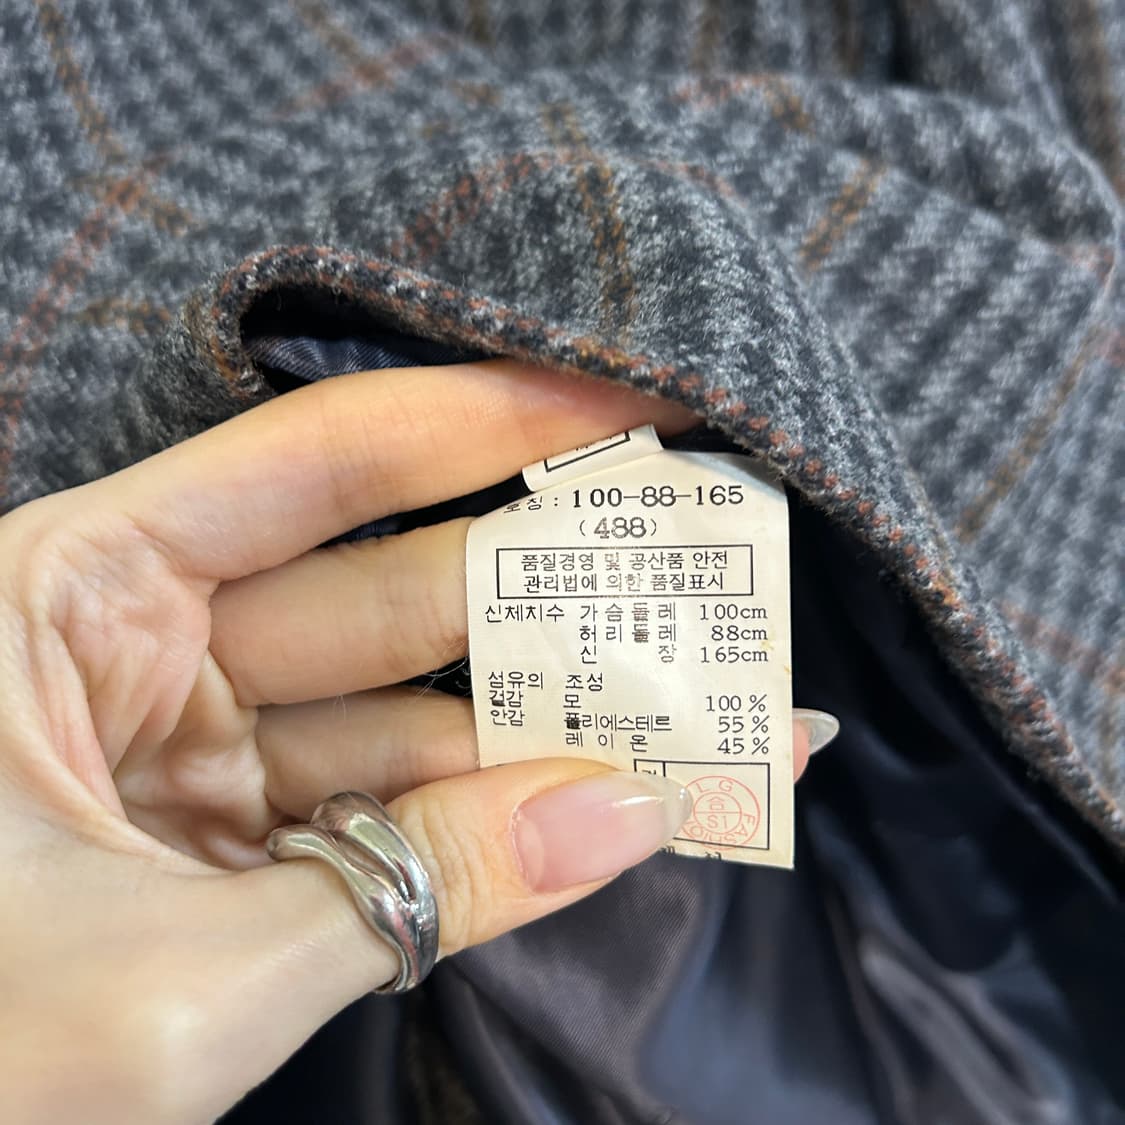 호칭 : 100-88-165
(488)
품질경영 및 공산품 안전
관리법에 의한 품질표시
신체치수 가슴둘레 100cm
허리둘레 88cm
신장 165cm
섬유의 조성
겉감 모 100 %
안감 폴리에스테르 55 %
레이온 45 %
LG
合
SI
FASHION